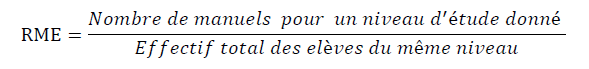 RME =
Nombre de manuels pour un niveau d'étude donné
Effectif total des elèves du même niveau